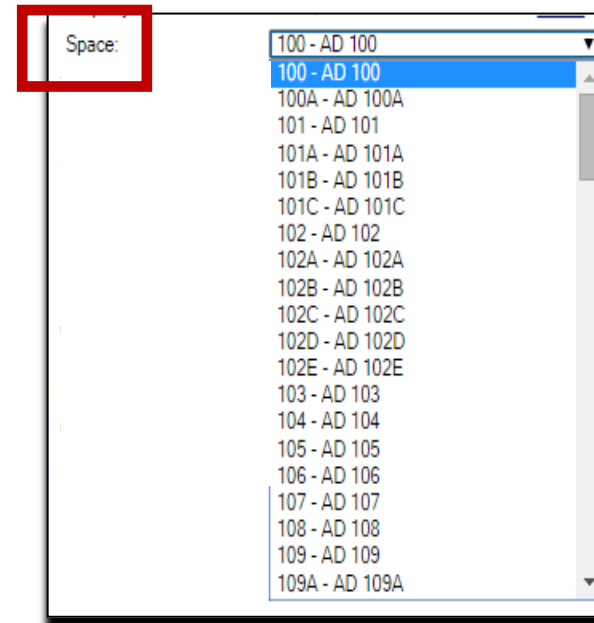 Space: 100 - AD 100
100 - AD 100
100A - AD 100A
101 - AD 101
101A - AD 101A
101B - AD 101B
101C - AD 101C
102 - AD 102
102A - AD 102A
102B - AD 102B
102C - AD 102C
102D - AD 102D
102E - AD 102E
103 - AD 103
104 - AD 104
105 - AD 105
106 - AD 106
107 - AD 107
108 - AD 108
109 - AD 109
109A - AD 109A